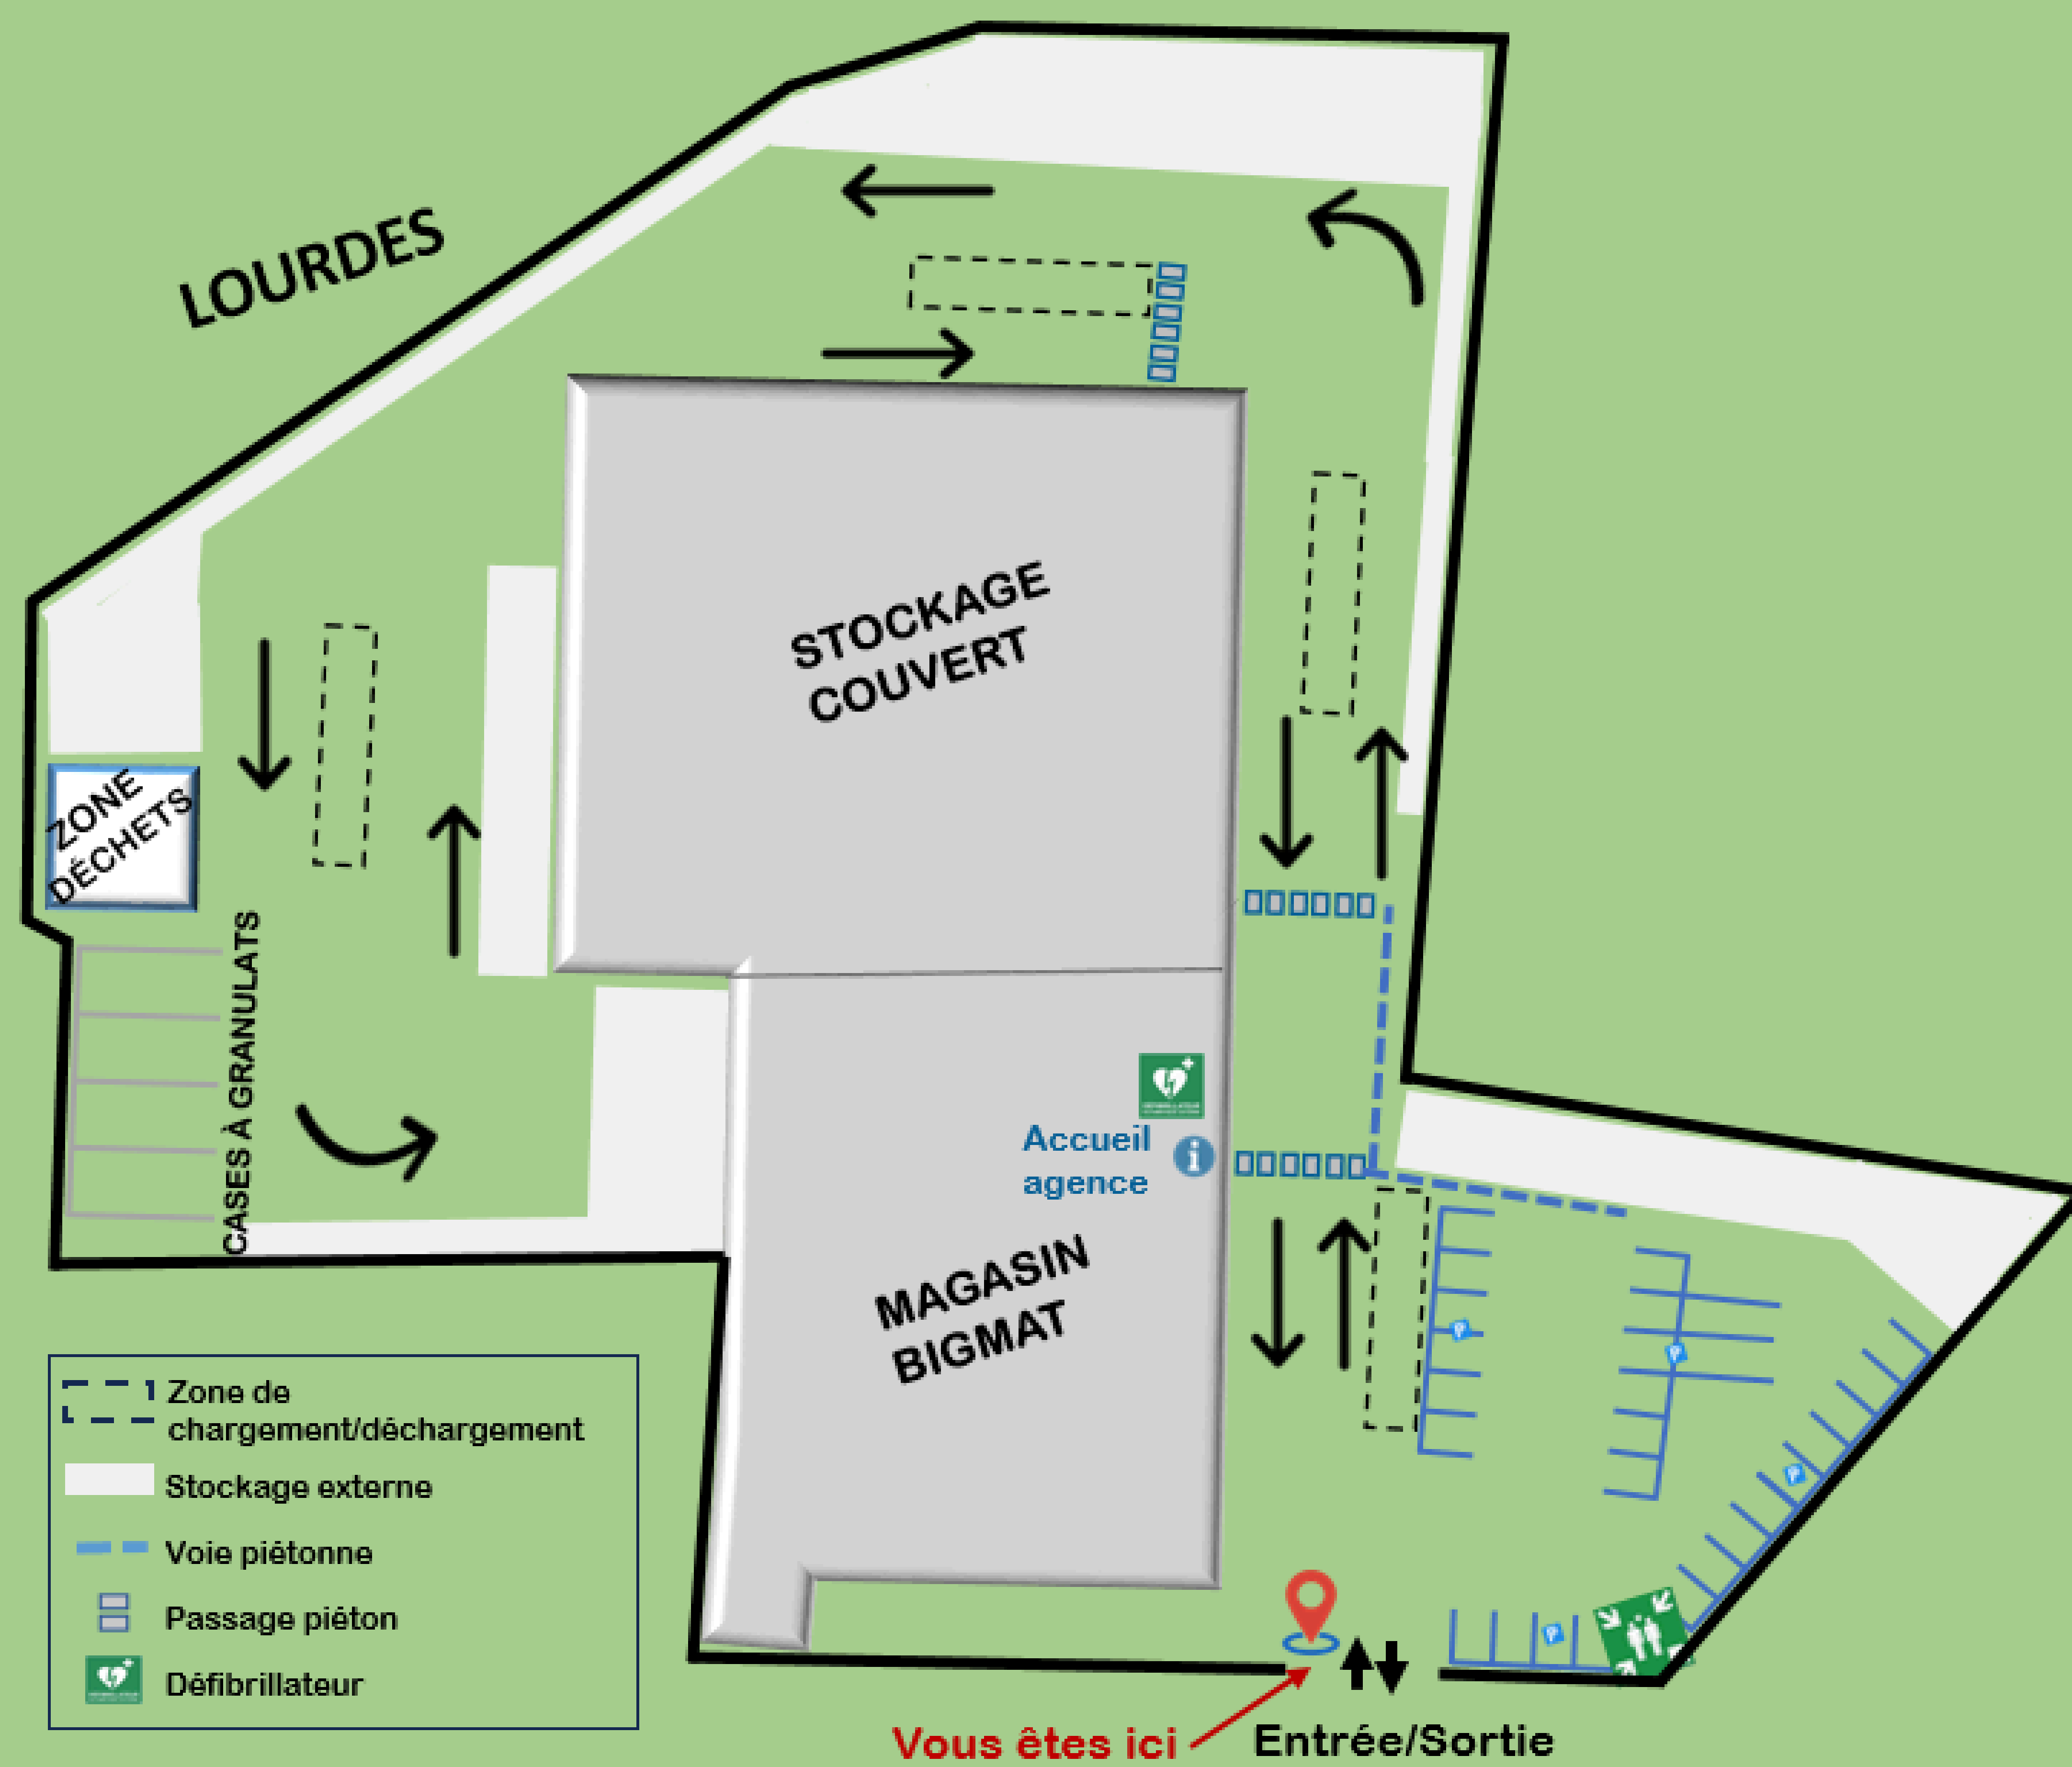 LOURDES
STOCKAGE
COUVERT
ZONE
DÉCHETS
CASES À GRANULATS
Accueil
agence
MAGASIN
BIGMAT
P
P
P
P
Zone de
chargement/déchargement
Stockage externe
Voie piétonne
Passage piéton
Défibrillateur
Vous êtes ici
Entrée/Sortie